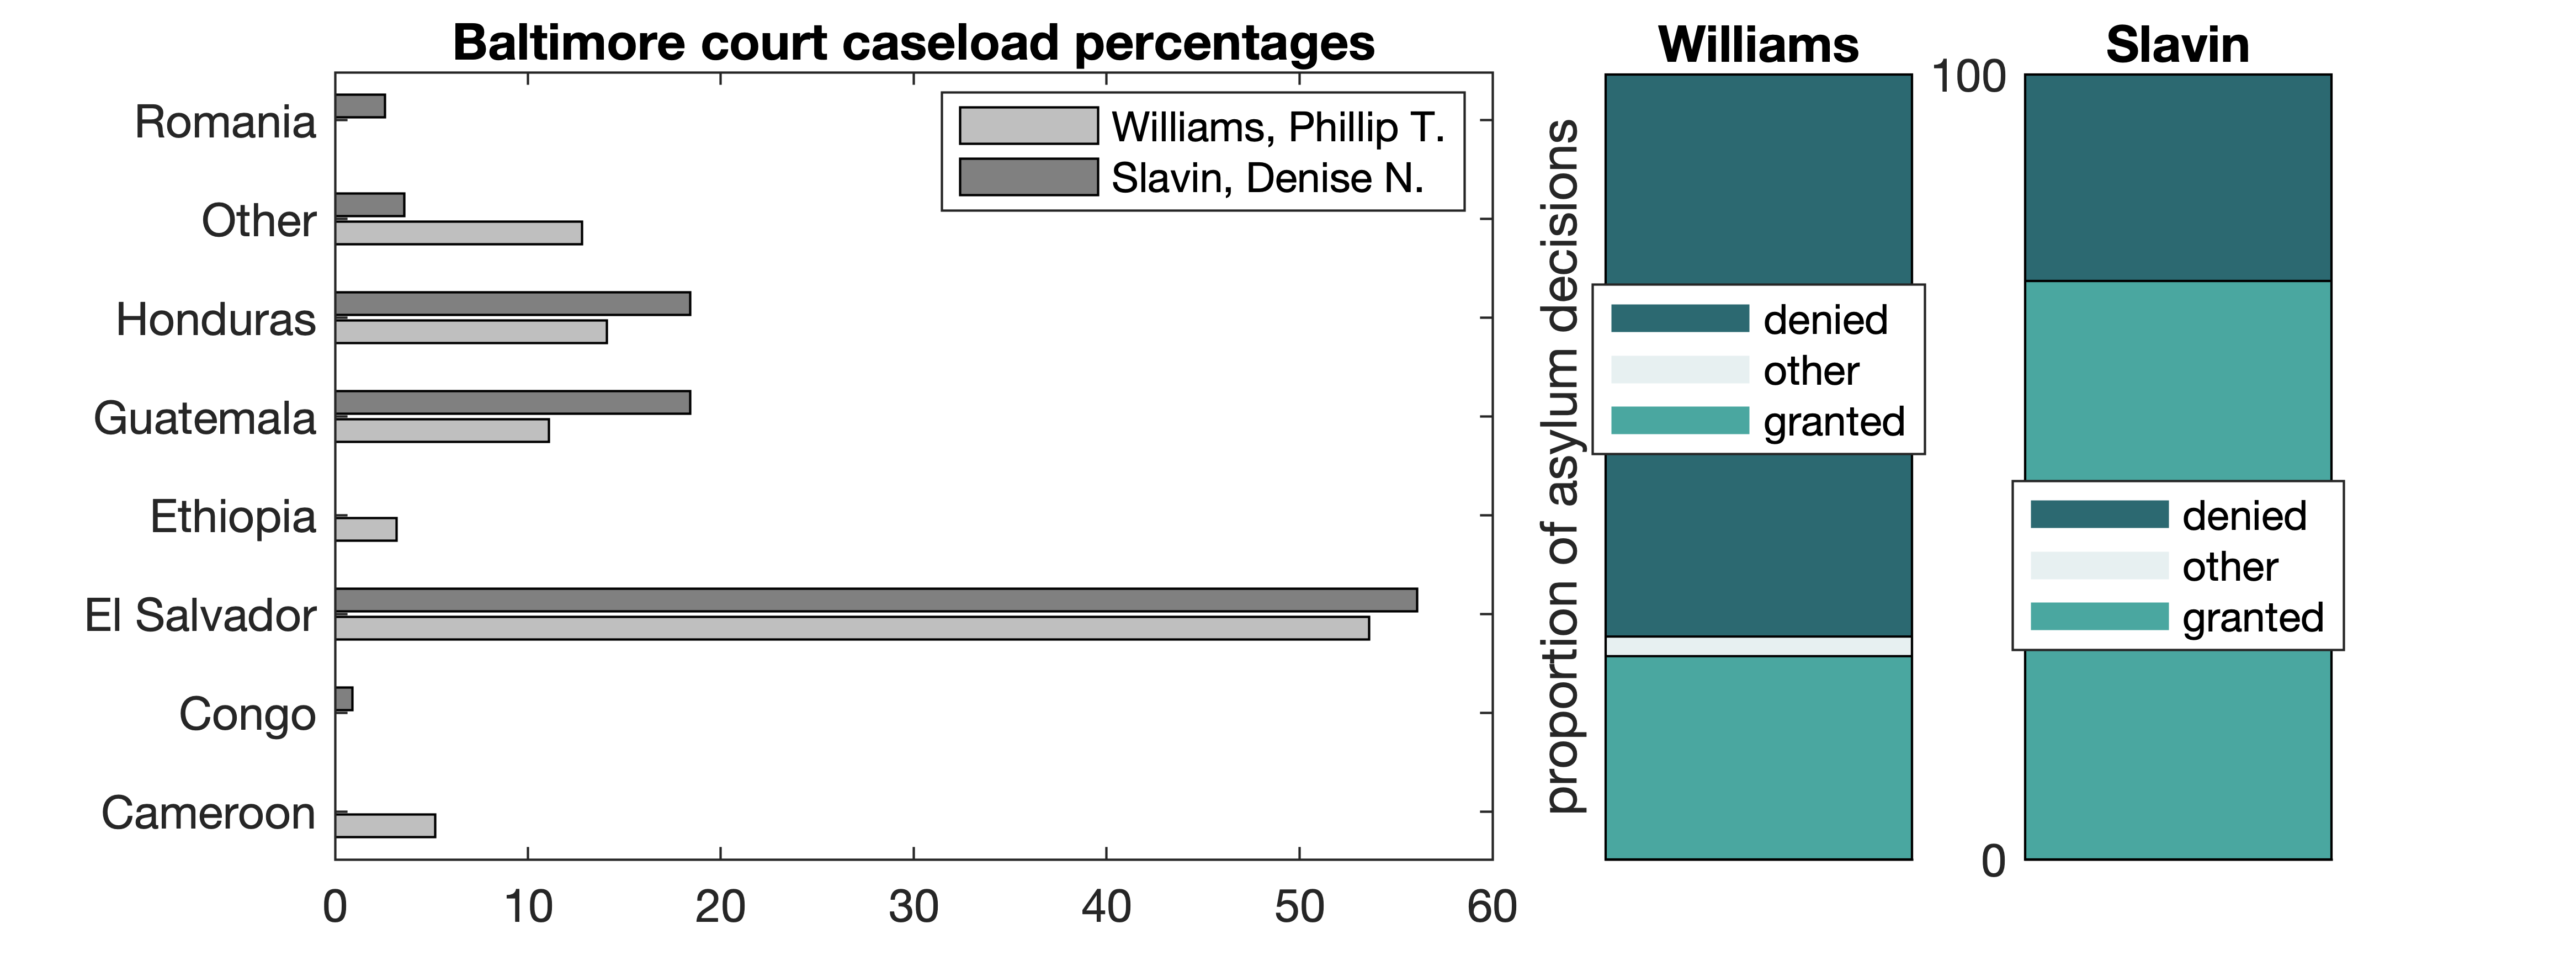 Baltimore court caseload percentages
Romania
Other
Honduras
Guatemala
Ethiopia
El Salvador
Congo
Cameroon
0 10 20 30 40 50 60
Williams, Phillip T.
Slavin, Denise N.
proportion of asylum decisions
Williams
denied
other
granted
Slavin
100
0
denied
other
granted